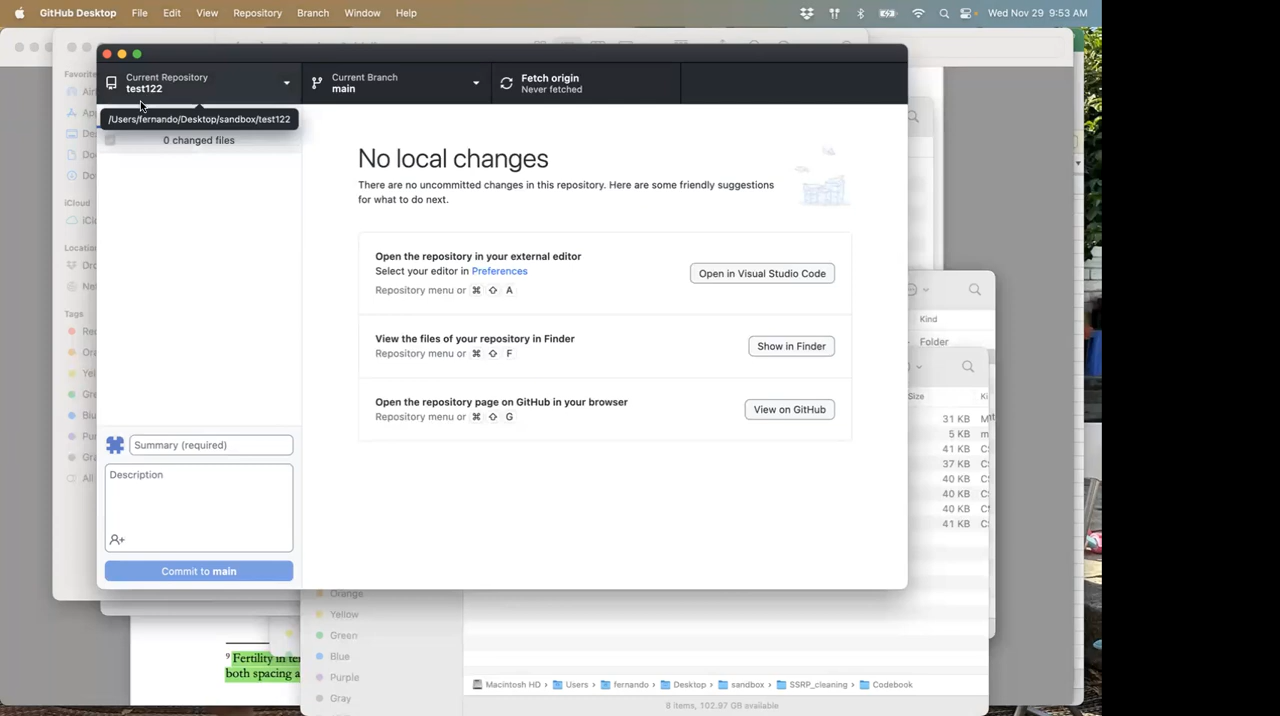 GitHub Desktop File Edit View Repository Branch Window Help
Wed Nov 29 9:53 AM
Current Repository
test122
Current Branch
main
Fetch origin
Never fetched
/Users/fernando/Desktop/sandbox/test122
0 changed files
No local changes
There are no uncommitted changes in this repository. Here are some friendly suggestions
for what to do next.
Open the repository in your external editor
Select your editor in Preferences
Repository menu or ⌘ ⇧ A
Open in Visual Studio Code
View the files of your repository in Finder
Repository menu or ⌘ ⇧ F
Show in Finder
Open the repository page on GitHub in your browser
Repository menu or ⌘ ⇧ G
View on GitHub
Summary (required)
Description
Commit to main
Favorite
iCloud
Tags
Kind
Folder
Size
31 KB
5 KB
41 KB
37 KB
40 KB
40 KB
40 KB
41 KB
Orange
Yellow
Green
Blue
Purple
Gray
9 Fertility in
both spacing
Macintosh HD Users fernando Desktop sandbox SSRP_cleaning Codebook
8 items, 102.97 GB available